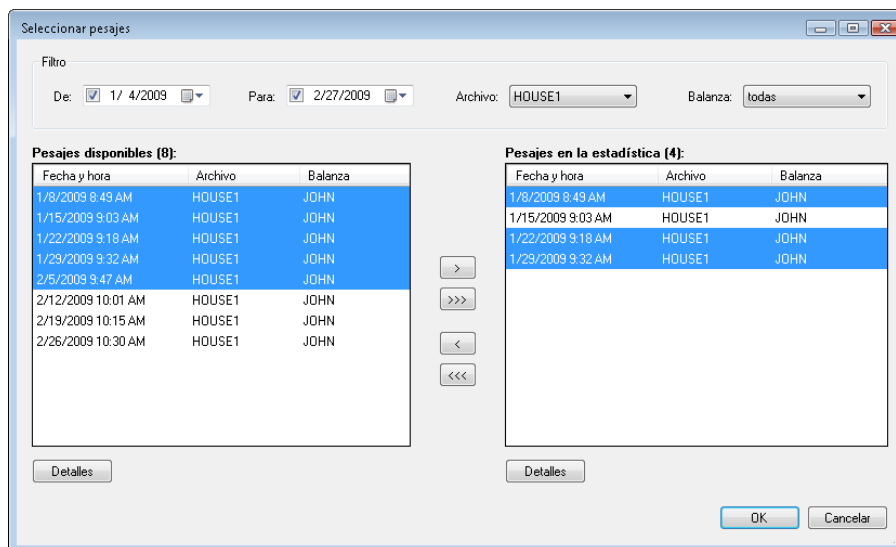 Seleccionar pesajes
Filtro
De: 1/ 4/2009 Para: 2/27/2009 Archivo: HOUSE1 Balanza: todas
Pesajes disponibles (8):
Fecha y hora Archivo Balanza
1/8/2009 8:49 AM HOUSE1 JOHN
1/15/2009 9:03 AM HOUSE1 JOHN
1/22/2009 9:18 AM HOUSE1 JOHN
1/29/2009 9:32 AM HOUSE1 JOHN
2/5/2009 9:47 AM HOUSE1 JOHN
2/12/2009 10:01 AM HOUSE1 JOHN
2/19/2009 10:15 AM HOUSE1 JOHN
2/26/2009 10:30 AM HOUSE1 JOHN
Detalles
>
>>>
<
<<<
Pesajes en la estadística (4):
Fecha y hora Archivo Balanza
1/8/2009 8:49 AM HOUSE1 JOHN
1/15/2009 9:03 AM HOUSE1 JOHN
1/22/2009 9:18 AM HOUSE1 JOHN
1/29/2009 9:32 AM HOUSE1 JOHN
Detalles
OK Cancelar